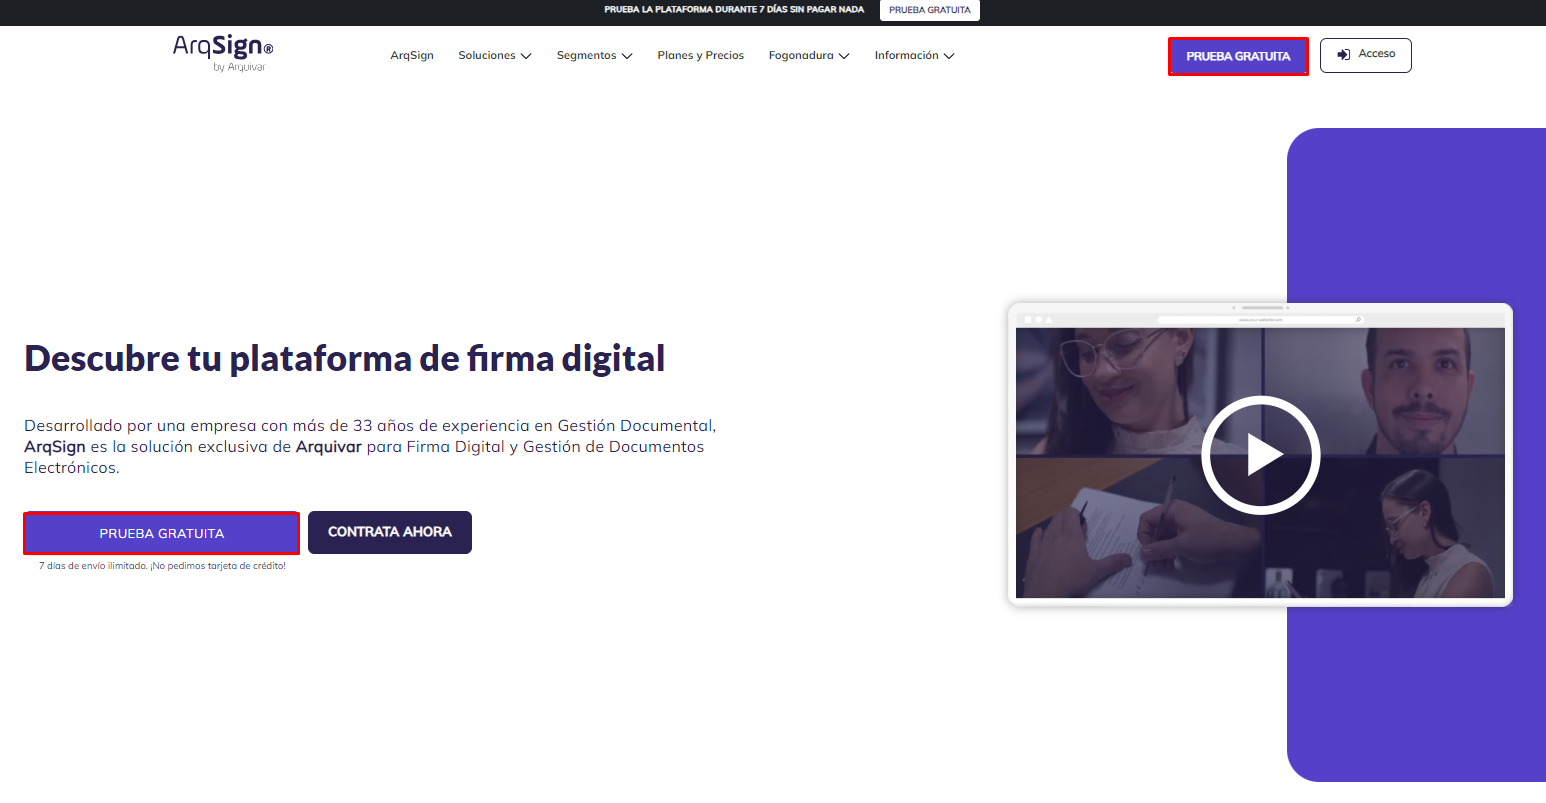 PRUEBA LA PLATAFORMA DURANTE 7 DÍAS SIN PAGAR NADA
PRUEBA GRATUITA
ArqSign®
by Arquivar
ArqSign
Soluciones
Segmentos
Planes y Precios
Fogonadura
Información
PRUEBA GRATUITA
Acceso
www.your-website.com
Descubre tu plataforma de firma digital
Desarrollado por una empresa con más de 33 años de experiencia en Gestión Documental,
ArqSign es la solución exclusiva de Arquivar para Firma Digital y Gestión de Documentos
Electrónicos.
PRUEBA GRATUITA
CONTRATA AHORA
7 días de envío ilimitado. ¡No pedimos tarjeta de crédito!